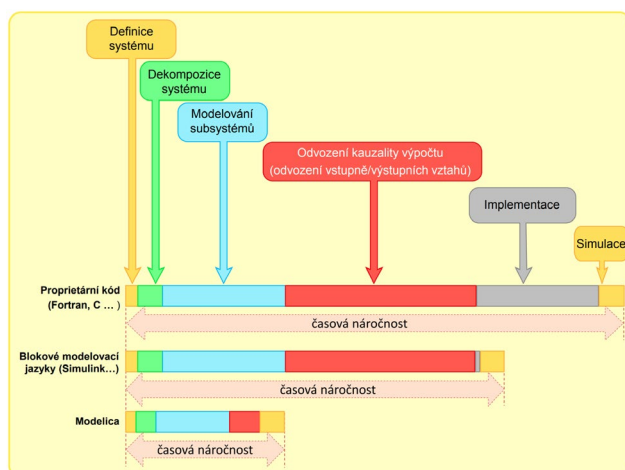 Definice
systému
Dekompozice
systému
Modelování
subsystémů
Odvození kauzality výpočtu
(odvození vstupně/výstupních vztahů)
Implementace
Simulace
Proprietární kód
(Fortran, C ... )
časová náročnost
Blokové modelovací
jazyky (Simulink...)
časová náročnost
Modelica
časová náročnost